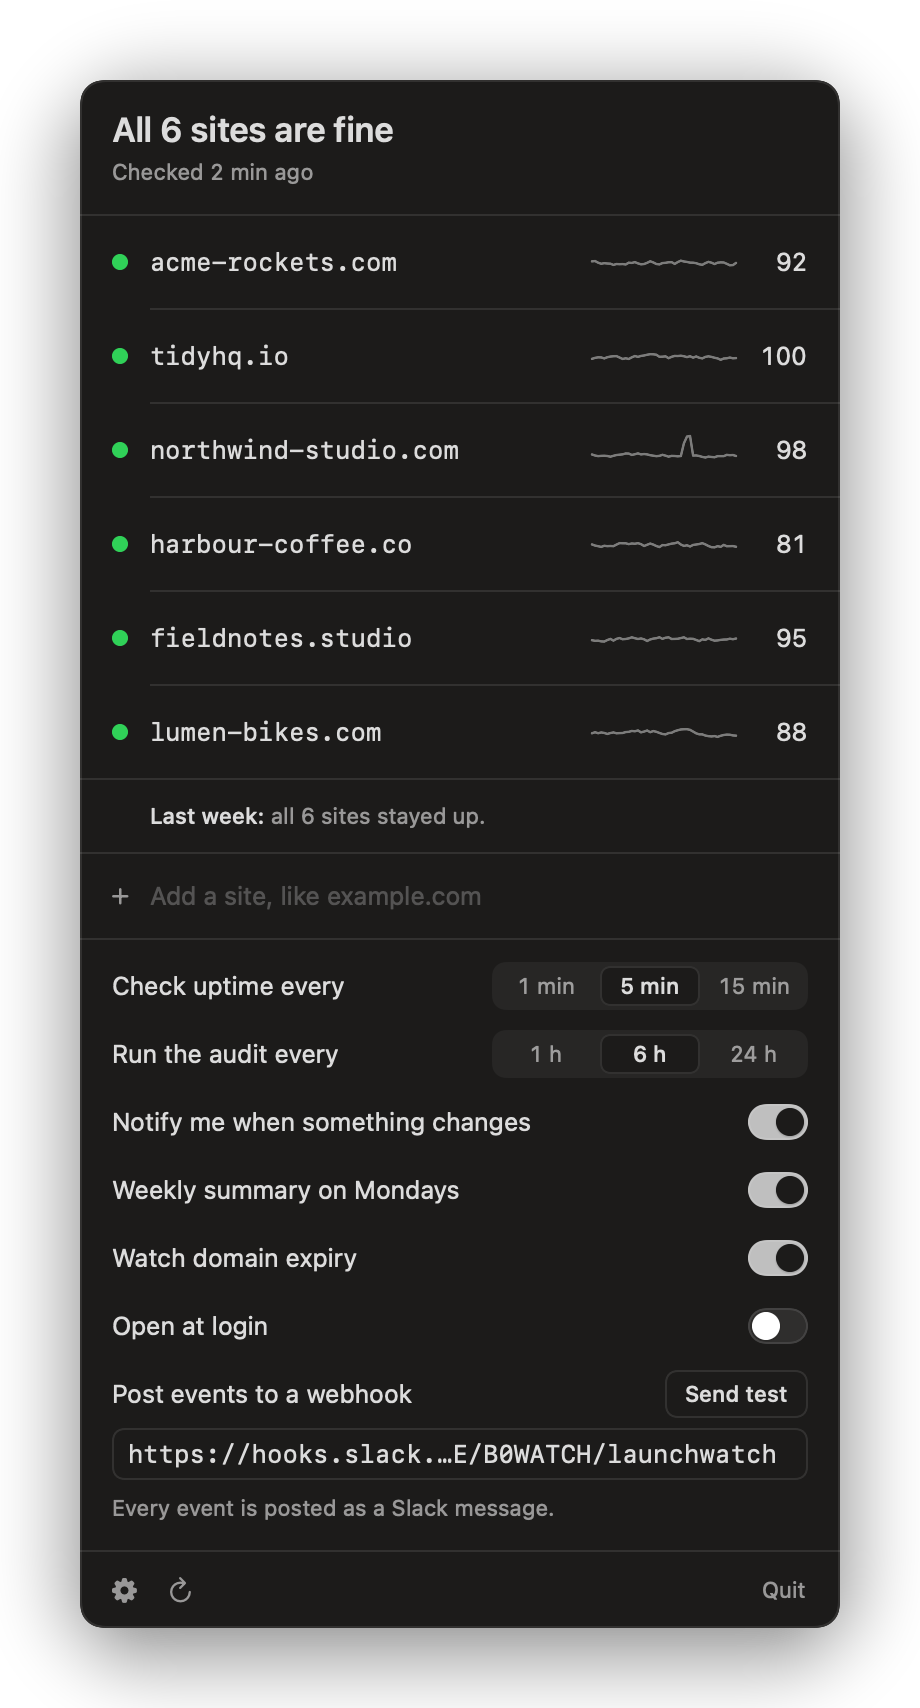 All 6 sites are fine
Checked 2 min ago
acme-rockets.com 92
tidyhq.io 100
northwind-studio.com 98
harbour-coffee.co 81
fieldnotes.studio 95
lumen-bikes.com 88
Last week: all 6 sites stayed up.
+ Add a site, like example.com
Check uptime every 1 min 5 min 15 min
Run the audit every 1 h 6 h 24 h
Notify me when something changes
Weekly summary on Mondays
Watch domain expiry
Open at login
Post events to a webhook Send test
https://hooks.slack.…E/B0WATCH/launchwatch
Every event is posted as a Slack message.
Quit